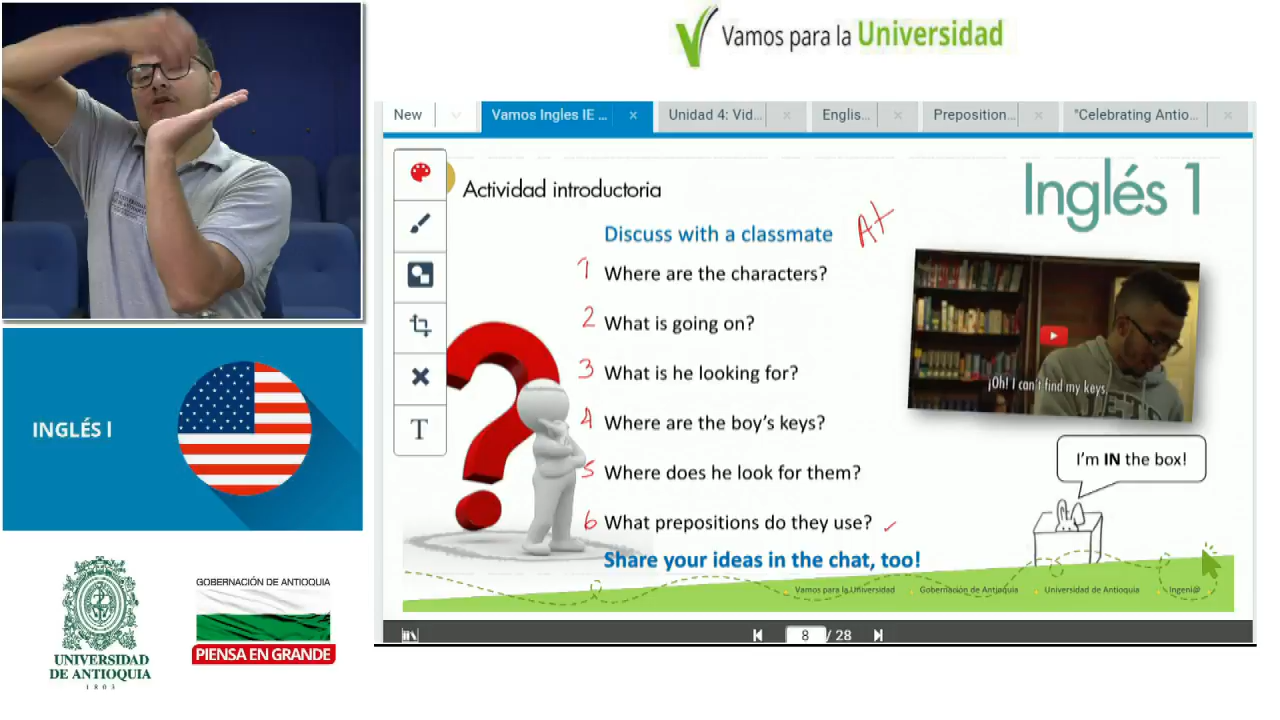 Vamos para la Universidad
New
Vamos Ingles IE ...
Unidad 4: Vid...
Englis...
Preposition...
"Celebrating Antio...
Actividad introductoria
Inglés 1
Discuss with a classmate
A+
1 Where are the characters?
2 What is going on?
3 What is he looking for?
4 Where are the boy's keys?
5 Where does he look for them?
6 What prepositions do they use?
Share your ideas in the chat, too!
¡Oh! I can't find my keys.
I'm IN the box!
Vamos para la Universidad
Gobernación de Antioquia
Universidad de Antioquia
Ingeni@
T
8 / 28
INGLÉS I
UNIVERSIDAD
DE ANTIOQUIA
1803
GOBERNACIÓN DE ANTIOQUIA
PIENSA EN GRANDE